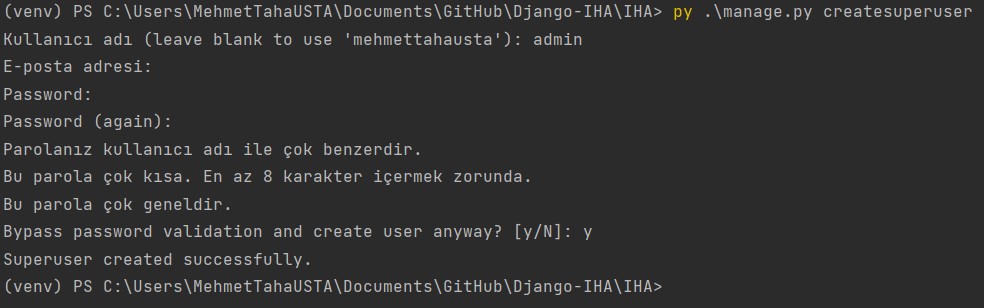 (venv) PS C:\Users\MehmetTahaUSTA\Documents\GitHub\Django-IHA\IHA> py .\manage.py createsuperuser
Kullanıcı adı (leave blank to use 'mehmettahausta'): admin
E-posta adresi:
Password:
Password (again):
Parolanız kullanıcı adı ile çok benzerdir.
Bu parola çok kısa. En az 8 karakter içermek zorunda.
Bu parola çok geneldir.
Bypass password validation and create user anyway? [y/N]: y
Superuser created successfully.
(venv) PS C:\Users\MehmetTahaUSTA\Documents\GitHub\Django-IHA\IHA>